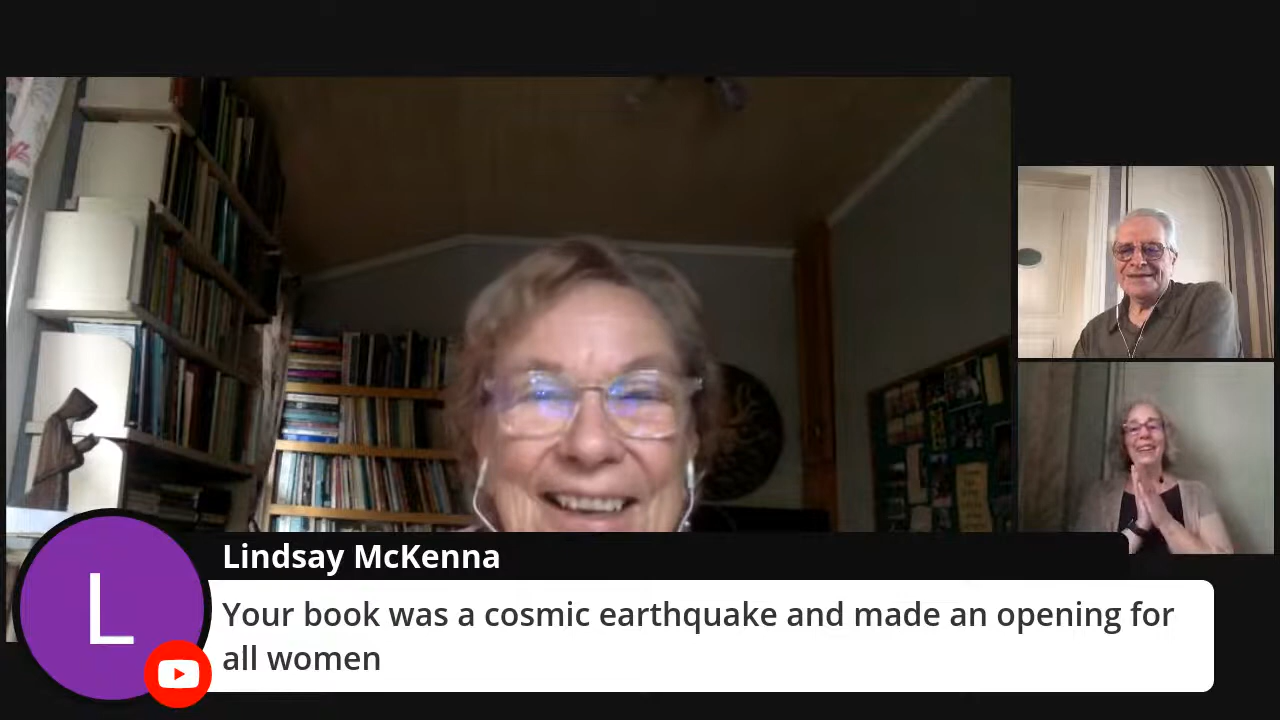 Lindsay McKenna
L
Your book was a cosmic earthquake and made an opening for
all women